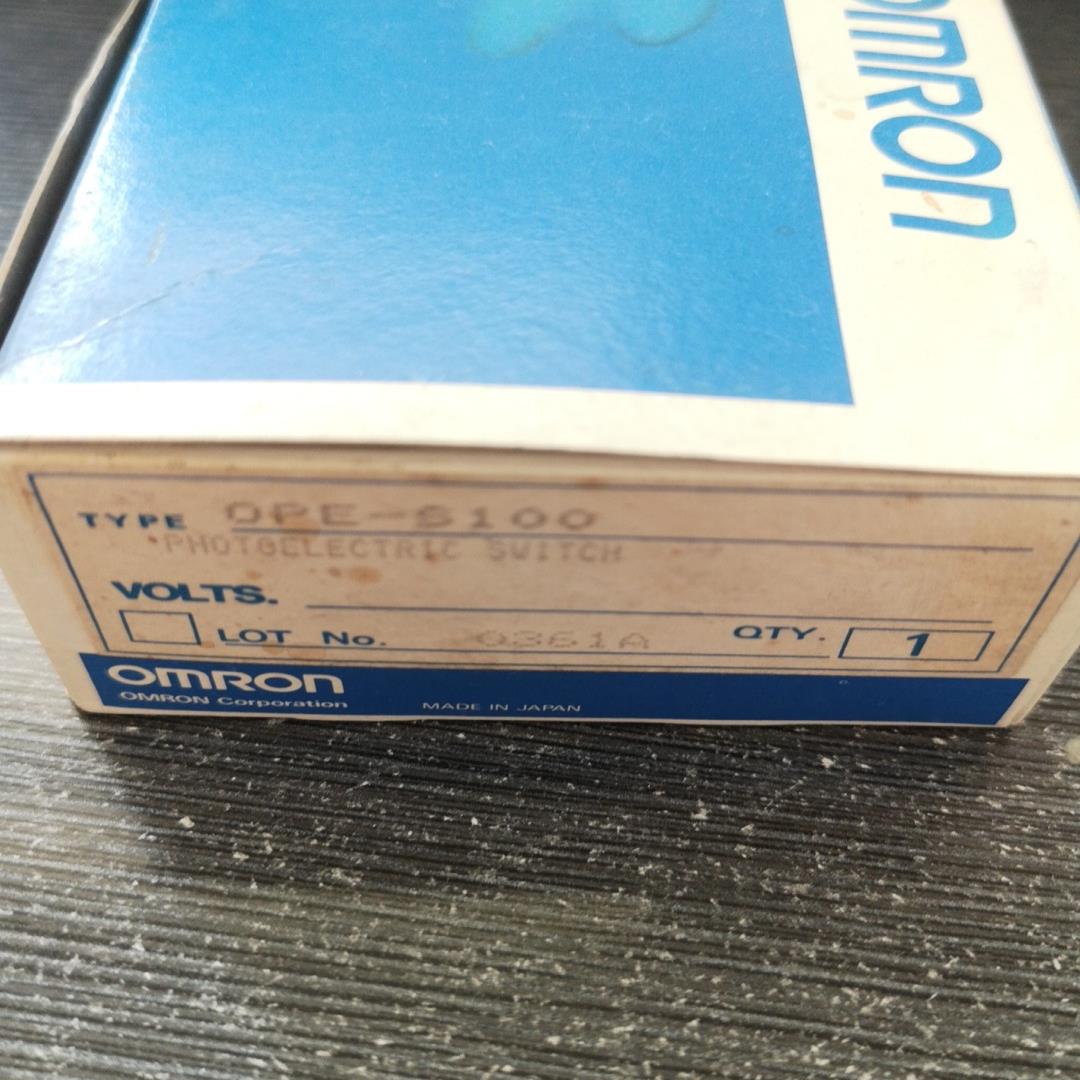 OMRON
TYPE OPE-S100
PHOTOELECTRIC SWITCH
VOLTS.
LOT No. 0361A QTY. 1
OMRON
OMRON Corporation MADE IN JAPAN